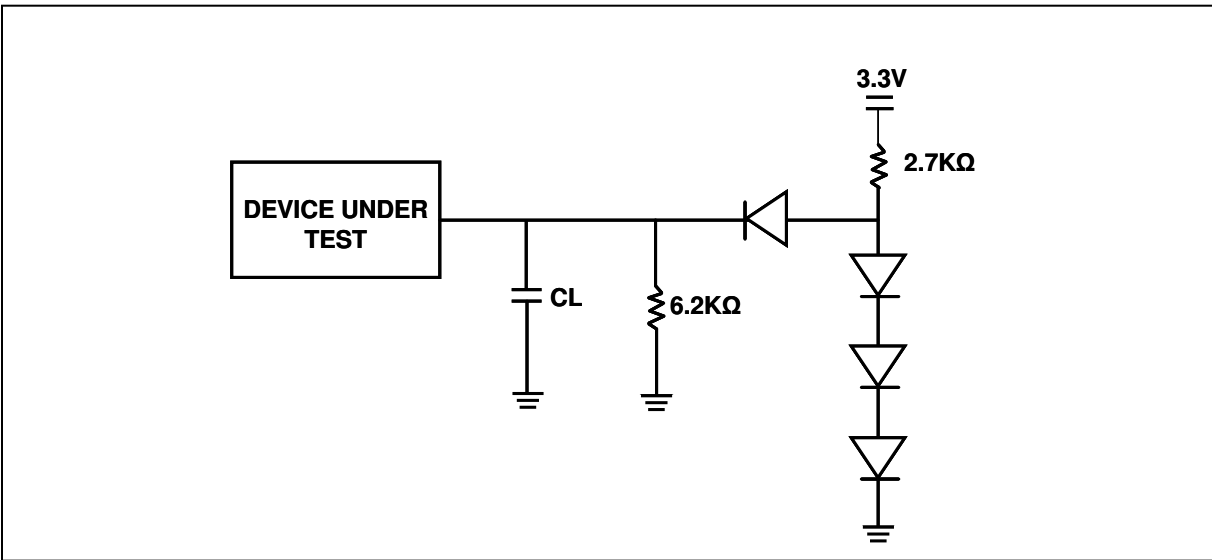 3.3V
2.7KΩ
DEVICE UNDER
TEST
CL
6.2KΩ